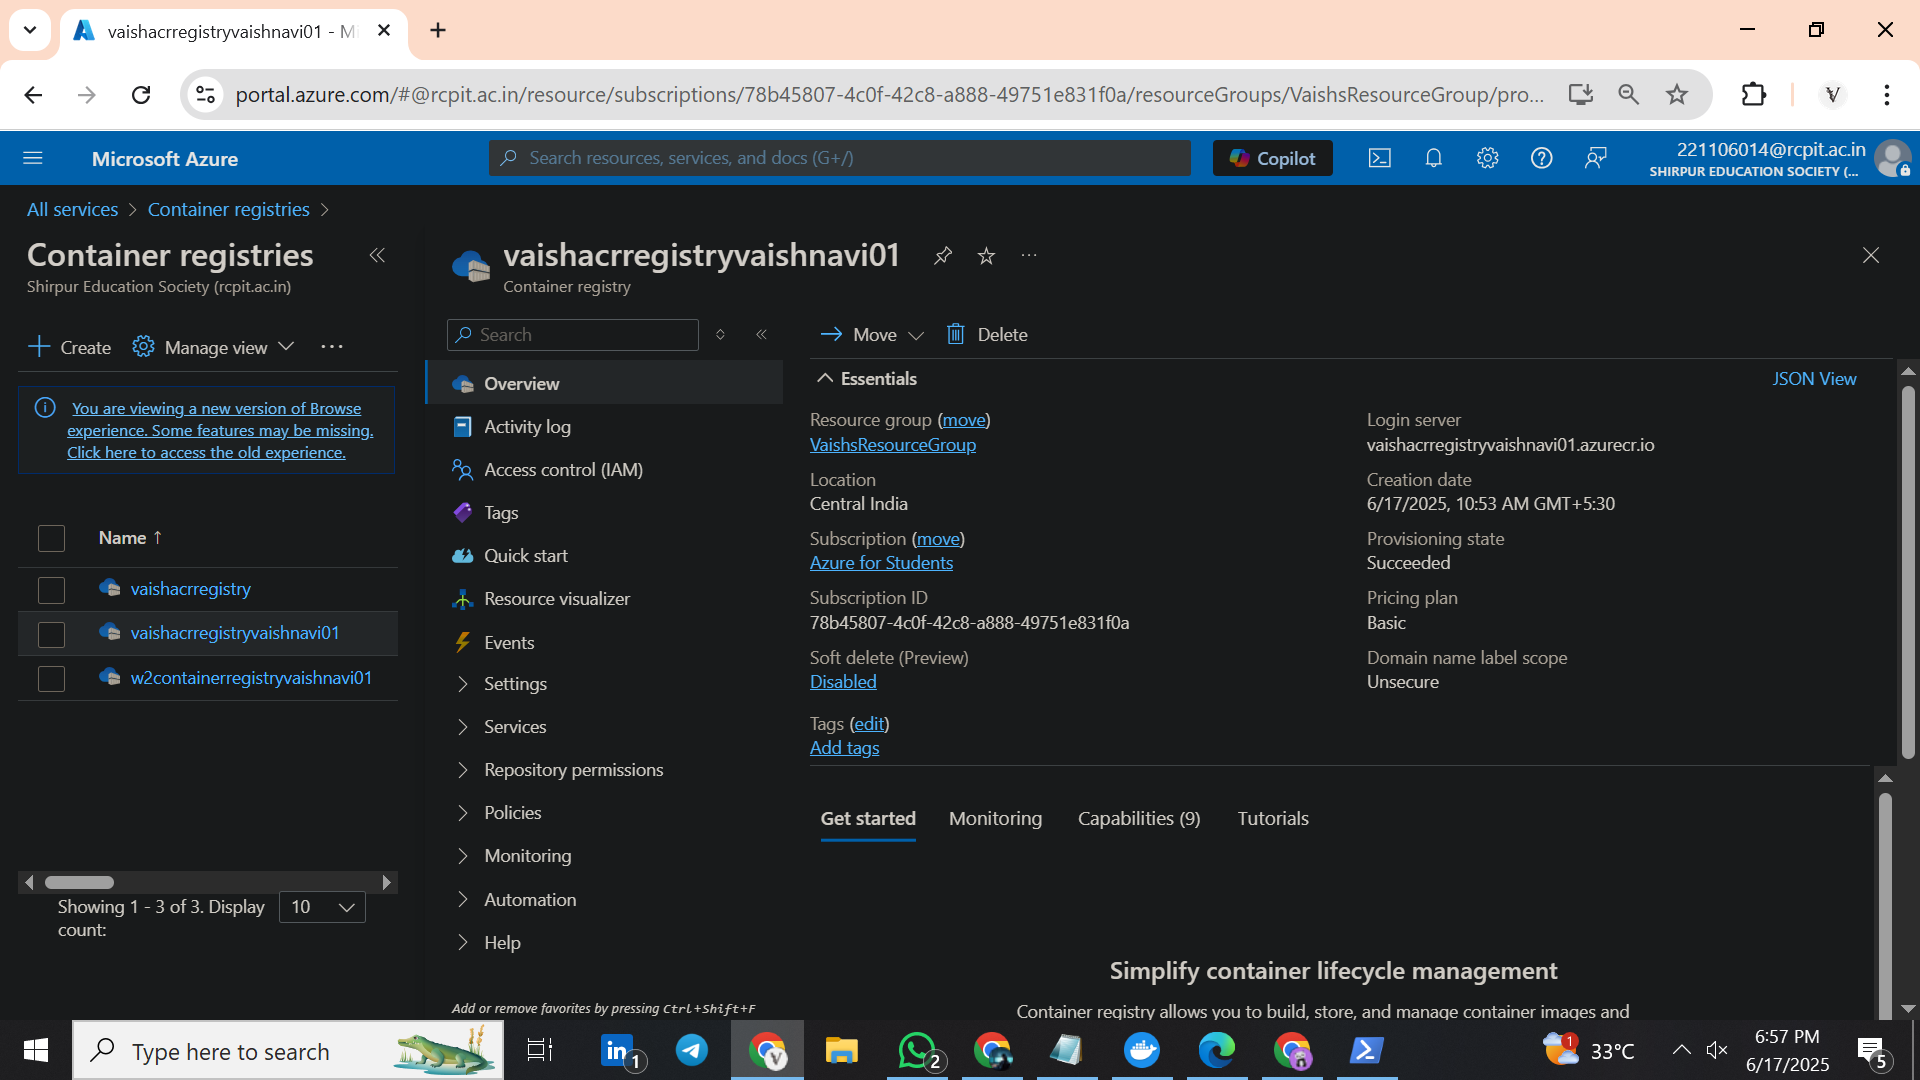 vaishacrregistryvaishnavi01 - Mi
portal.azure.com/#@rcpit.ac.in/resource/subscriptions/78b45807-4c0f-42c8-a888-49751e831f0a/resourceGroups/VaishsResourceGroup/pro...
Microsoft Azure
Search resources, services, and docs (G+/)
Copilot
221106014@rcpit.ac.in
SHIRPUR EDUCATION SOCIETY (...
All services > Container registries >
Container registries
Shirpur Education Society (rcpit.ac.in)
Create
Manage view
...
You are viewing a new version of Browse
experience. Some features may be missing.
Click here to access the old experience.
Name ↑
vaishacrregistry
vaishacrregistryvaishnavi01
w2containerregistryvaishnavi01
Showing 1 - 3 of 3. Display
count:
10
vaishacrregistryvaishnavi01
...
Container registry
Search
Overview
Activity log
Access control (IAM)
Tags
Quick start
Resource visualizer
Events
Settings
Services
Repository permissions
Policies
Monitoring
Automation
Help
Add or remove favorites by pressing Ctrl+Shift+F
Move
Delete
Essentials
JSON View
Resource group (move)
VaishsResourceGroup
Location
Central India
Subscription (move)
Azure for Students
Subscription ID
78b45807-4c0f-42c8-a888-49751e831f0a
Soft delete (Preview)
Disabled
Tags (edit)
Add tags
Login server
vaishacrregistryvaishnavi01.azurecr.io
Creation date
6/17/2025, 10:53 AM GMT+5:30
Provisioning state
Succeeded
Pricing plan
Basic
Domain name label scope
Unsecure
Get started
Monitoring
Capabilities (9)
Tutorials
Simplify container lifecycle management
Container registry allows you to build, store, and manage container images and
Type here to search
in
1
V
2
1
33°C
6:57 PM
6/17/2025
5